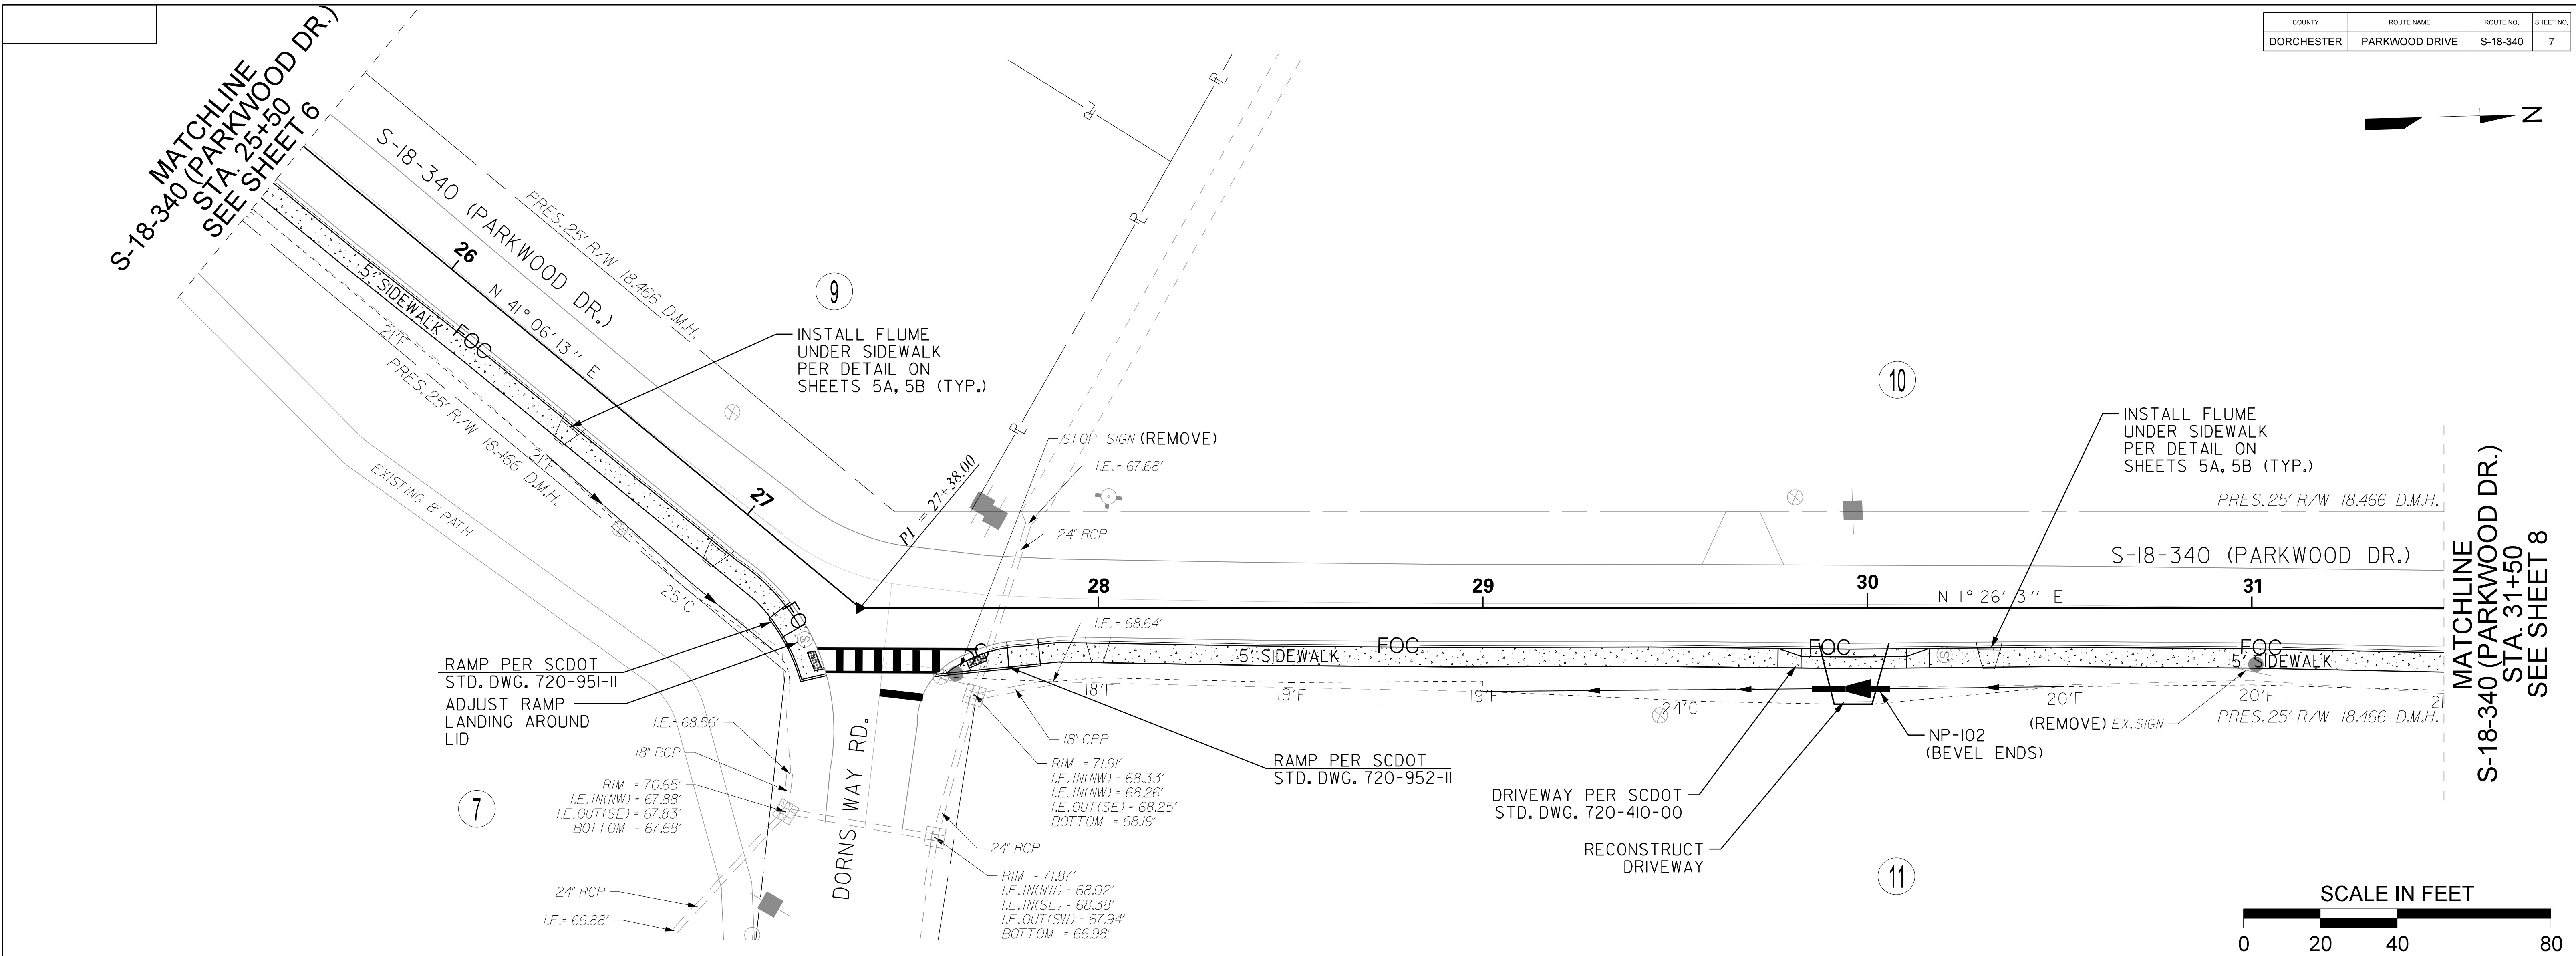 COUNTY ROUTE NAME ROUTE NO. SHEET NO.
DORCHESTER PARKWOOD DRIVE S-18-340 7
N
MATCHLINE
S-18-340 (PARKWOOD DR.)
STA. 25+50
SEE SHEET 6
S-18-340 (PARKWOOD DR.)
PRES. 25' R/W 18.466 D.M.H.
26
N 41° 06' 13'' E
5' SIDEWALK
FOC
21'F
PRES. 25' R/W 18.466 D.M.H.
21'F
EXISTING 8' PATH
25'C
27
9
INSTALL FLUME
UNDER SIDEWALK
PER DETAIL ON
SHEETS 5A, 5B (TYP.)
PL
PL
PL
PL
PL
PI = 27+38.00
STOP SIGN (REMOVE)
I.E. = 67.68'
24" RCP
10
INSTALL FLUME
UNDER SIDEWALK
PER DETAIL ON
SHEETS 5A, 5B (TYP.)
PRES. 25' R/W 18.466 D.M.H.
S-18-340 (PARKWOOD DR.)
28
29
30
31
N 1° 26' 13'' E
I.E. = 68.64'
FOC
5' SIDEWALK
FOC
S
FOC
5' SIDEWALK
18'F
19'F
19'F
24'C
20'F
20'F
21
(REMOVE) EX. SIGN
PRES. 25' R/W 18.466 D.M.H.
MATCHLINE
S-18-340 (PARKWOOD DR.)
STA. 31+50
SEE SHEET 8
S
RAMP PER SCDOT
STD. DWG. 720-951-11
ADJUST RAMP
LANDING AROUND
LID
I.E. = 68.56'
18" RCP
RIM = 70.65'
I.E. IN(NW) = 67.88'
I.E. OUT(SE) = 67.83'
BOTTOM = 67.68'
7
24" RCP
I.E. = 66.88'
DORNS WAY RD.
18" CPP
RIM = 71.91'
I.E. IN(NW) = 68.33'
I.E. IN(NW) = 68.26'
I.E. OUT(SE) = 68.25'
BOTTOM = 68.19'
24" RCP
RIM = 71.87'
I.E. IN(NW) = 68.02'
I.E. IN(SE) = 68.38'
I.E. OUT(SW) = 67.94'
BOTTOM = 66.98'
RAMP PER SCDOT
STD. DWG. 720-952-11
NP-102
(BEVEL ENDS)
DRIVEWAY PER SCDOT
STD. DWG. 720-410-00
RECONSTRUCT
DRIVEWAY
11
SCALE IN FEET
0 20 40 80